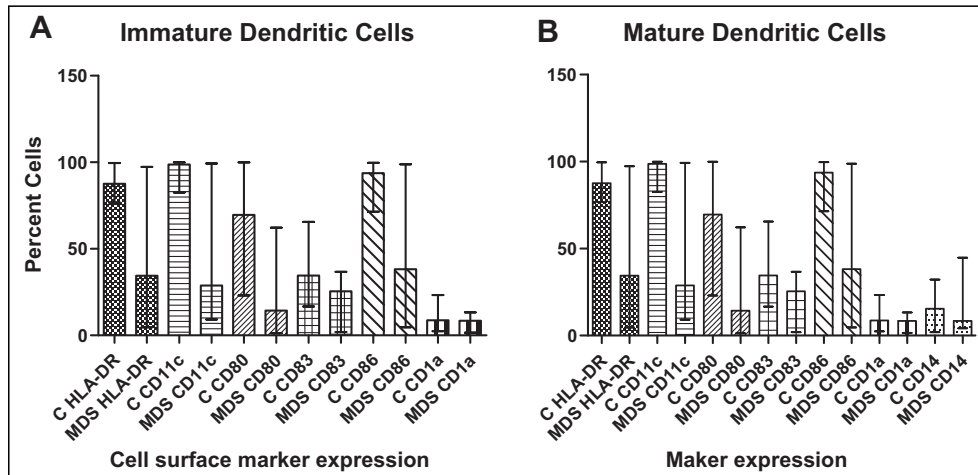 A
Immature Dendritic Cells
150
100
50
0
Percent Cells
C HLA-DR
MDS HLA-DR
C CD11c
MDS CD11c
C CD80
MDS CD80
C CD83
MDS CD83
C CD86
MDS CD86
C CD1a
MDS CD1a
Cell surface marker expression
B
Mature Dendritic Cells
150
100
50
0
C HLA-DR
MDS HLA-DR
C CD11c
MDS CD11c
C CD80
MDS CD80
C CD83
MDS CD83
C CD86
MDS CD86
C CD1a
MDS CD1a
C CD14
MDS CD14
Maker expression